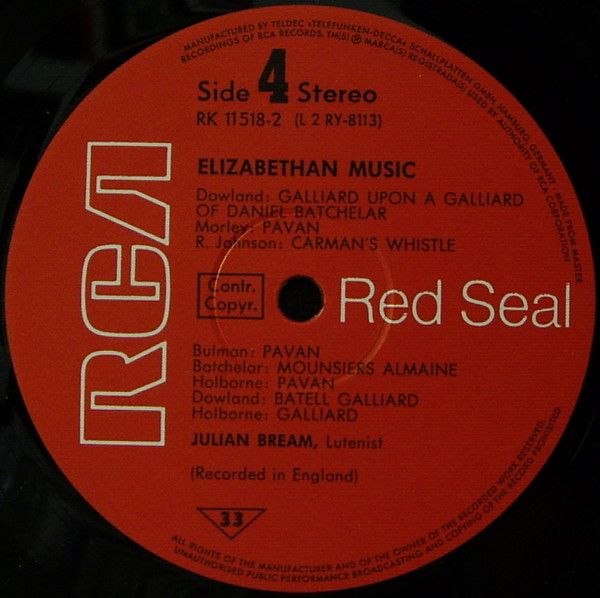 MANUFACTURED BY TELDEC »TELEFUNKEN-DECCA« SCHALLPLATTEN GMBH, HAMBURG, GERMANY, MADE FROM MASTER
RECORDINGS OF RCA RECORDS. TM(S) ® MARCA(S) REGISTRADA(S) USED BY AUTHORITY OF RCA CORPORATION
Side 4 Stereo
RK 11518-2 (L 2 RY-8113)
ELIZABETHAN MUSIC
Dowland: GALLIARD UPON A GALLIARD
OF DANIEL BATCHELAR
Morley: PAVAN
R. Johnson: CARMAN'S WHISTLE
RCA
Contr.
Copyr.
Red Seal
Bulman: PAVAN
Batchelar: MOUNSIERS ALMAINE
Holborne: PAVAN
Dowland: BATELL GALLIARD
Holborne: GALLIARD
JULIAN BREAM, Lutenist
(Recorded in England)
33
ALL RIGHTS OF THE MANUFACTURER AND OF THE OWNER OF THE RECORDED WORK RESERVED.
UNAUTHORISED PUBLIC PERFORMANCE BROADCASTING AND COPYING OF THE RECORD PROHIBITED